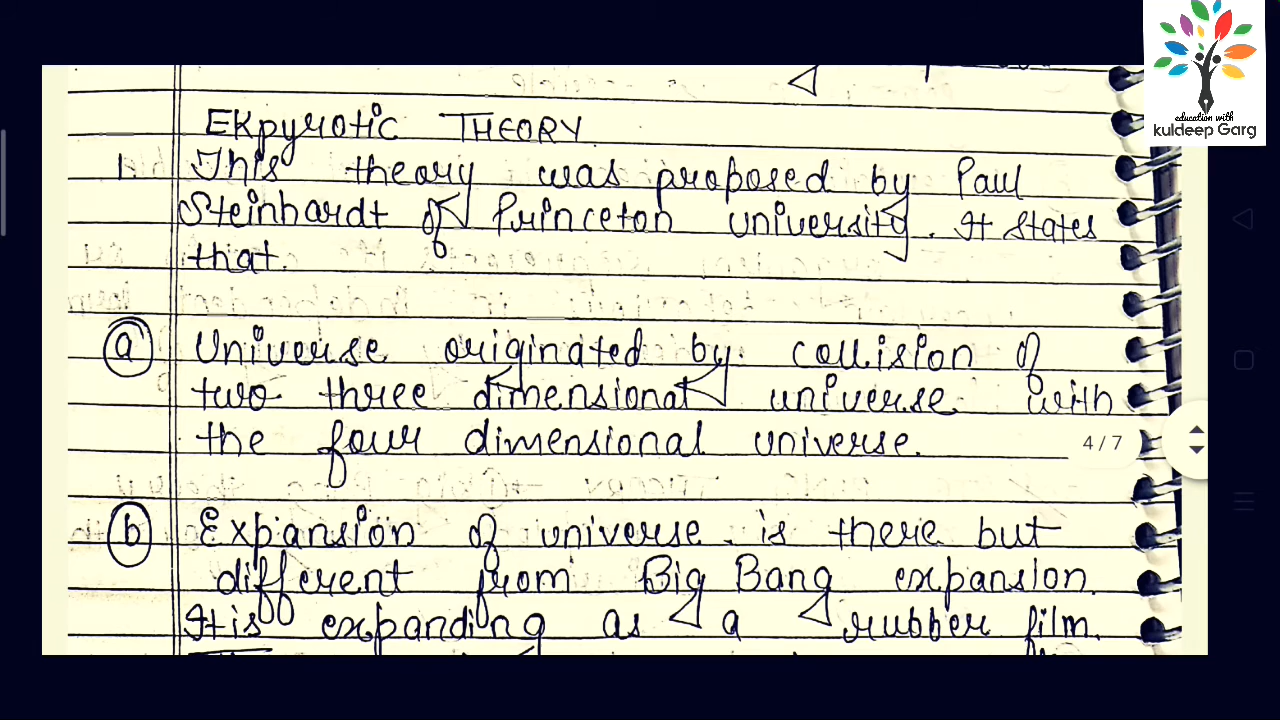 education with
kuldeep Garg
EKpyrotic THEORY
1. This theory was proposed by Paul
Steinhardt of Princeton university. It States
that.
a Universe originated by collision of
two three dimensional universe with
the four dimensional universe.
4/7
b Expansion of universe is there but
different from Big Bang expansion.
It is expanding as a rubber film.